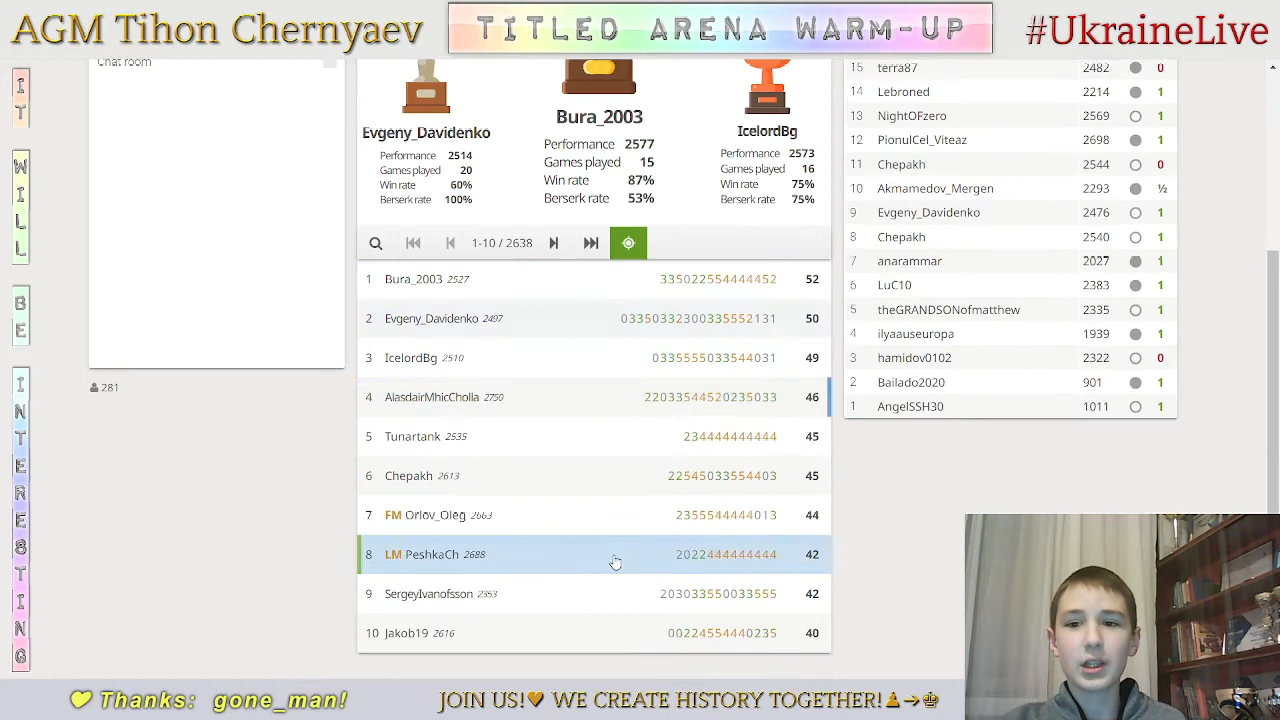 AGM Tihon Chernyaev
TITLED ARENA WARM-UP
#UkraineLive
IT
WILL
BE
INTERESTING
Chat room
281
Evgeny_Davidenko
Performance 2514
Games played 20
Win rate 60%
Berserk rate 100%
Bura_2003
Performance 2577
Games played 15
Win rate 87%
Berserk rate 53%
IcelordBg
Performance 2573
Games played 16
Win rate 75%
Berserk rate 75%
1-10 / 2638
1 Bura_2003 2527 335022554444452 52
2 Evgeny_Davidenko 2497 03350332300335552131 50
3 IcelordBg 2510 0335555033544031 49
4 AlasdairMhicCholla 2750 22033544520235033 46
5 Tunartank 2535 234444444444 45
6 Chepakh 2613 22545033554403 45
7 FM Orlov_Oleg 2663 2355544444013 44
8 LM PeshkaCh 2688 2022444444444 42
9 SergeyIvanofsson 2353 203033550033555 42
10 Jakob19 2616 00224554440235 40
15 terra87 2482 0
14 Lebroned 2214 1
13 NightOFzero 2569 1
12 PionulCel_Viteaz 2698 1
11 Chepakh 2544 0
10 Akmamedov_Mergen 2293 ½
9 Evgeny_Davidenko 2476 1
8 Chepakh 2540 1
7 anarammar 2027 1
6 LuC10 2383 1
5 theGRANDSONofmatthew 2335 1
4 ilyaauseuropa 1939 1
3 hamidov0102 2322 0
2 Bailado2020 901 1
1 AngelSSH30 1011 1
Thanks: gone_man!
JOIN US! WE CREATE HISTORY TOGETHER!